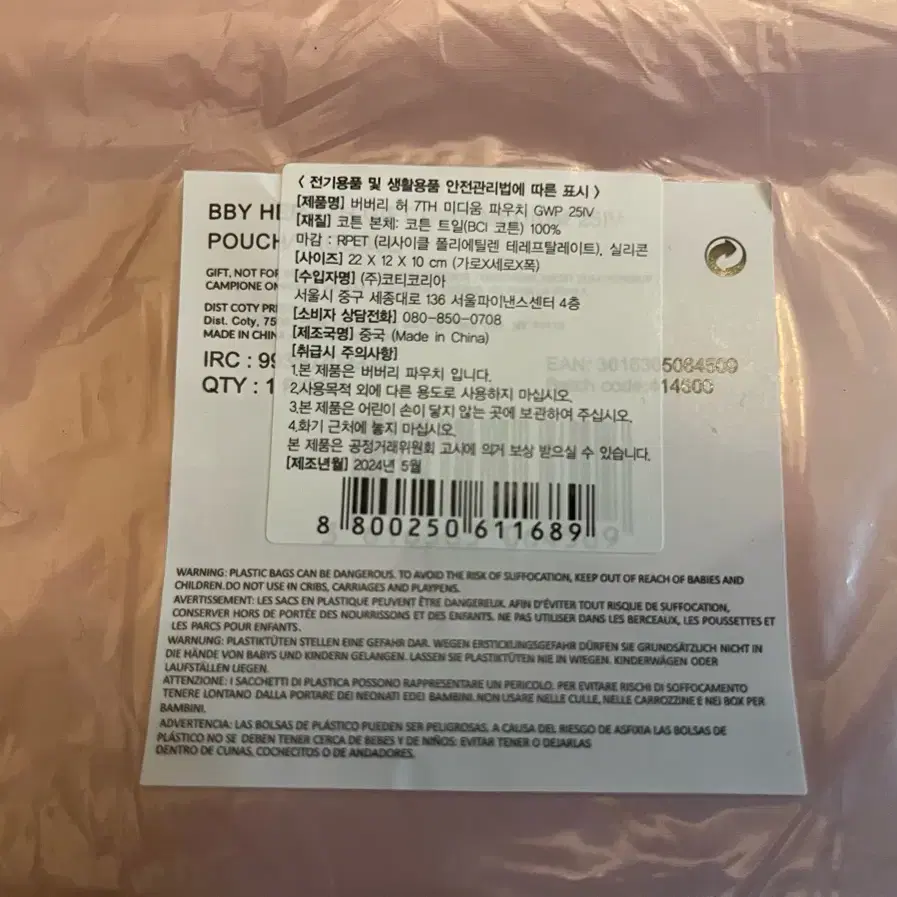 < 전기용품 및 생활용품 안전관리법에 따른 표시 >
[제품명] 버버리 허 7TH 미디움 파우치 GWP 25IV
[재질] 코튼 본체: 코튼 트윌(BCI 코튼) 100%
마감 : RPET (리사이클 폴리에틸렌 테레프탈레이트), 실리콘
[사이즈] 22 X 12 X 10 cm (가로X세로X폭)
[수입자명] (주)코티코리아
서울시 중구 세종대로 136 서울파이낸스센터 4층
[소비자 상담전화] 080-850-0708
[제조국명] 중국 (Made in China)
[취급시 주의사항]
1.본 제품은 버버리 파우치 입니다.
2.사용목적 외에 다른 용도로 사용하지 마십시오.
3.본 제품은 어린이 손이 닿지 않는 곳에 보관하여 주십시오.
4.화기 근처에 놓지 마십시오.
본 제품은 공정거래위원회 고시에 의거 보상 받으실 수 있습니다.
[제조년월] 2024년 5월
8 800250 611689
BBY HE
POUCH
GIFT, NOT FOR
CAMPIONE
DIST COTY
Dist. Coty, 75
MADE IN CHIN
IRC : 99
QTY : 1
WARNING: PLASTIC BAGS CAN BE DANGEROUS. TO AVOID THE RISK OF SUFFOCATION, KEEP OUT OF REACH OF BABIES AND
CHILDREN.DO NOT USE IN CRIBS, CARRIAGES AND PLAYPENS.
AVERTISSEMENT: LES SACS EN PLASTIQUE PEUVENT ÊTRE DANGEREUX. AFIN D'ÉVITER TOUT RISQUE DE SUFFOCATION,
CONSERVER HORS DE PORTÉE DES NOURRISSONS ET DES ENFANTS. NE PAS UTILISER DANS LES BERCEAUX, LES POUSSETTES ET
LES PARCS POUR ENFANTS.
WARNUNG: PLASTIKTÜTEN STELLEN EINE GEFAHR DAR. WEGEN ERSTICKUNGSGEFAHR DÜRFEN SIE GRUNDSÄTZLICH NICHT IN
DIE HÄNDE VON BABYS UND KINDERN GELANGEN. LASSEN SIE PLASTIKTÜTEN NIE IN WIEGEN. KINDERWÄGEN ODER
LAUFSTÄLLEN LIEGEN.
ATTENZIONE: I SACCHETTI DI PLASTICA POSSONO RAPPRESENTARE UN PERICOLO. PER EVITARE RISCHI DI SOFFOCAMENTO
TENERE LONTANO DALLA PORTARE DEI NEONATI EDEI BAMBINI. NON USARE NELLE CULLE, NELLE CARROZZINE E NEI BOX PER
BAMBINI.
ADVERTENCIA: LAS BOLSAS DE PLÁSTICO PUEDEN SER PELIGROSAS. A CAUSA DEL RIESGO DE ASFIXIA LAS BOLSAS DE
PLÁSTICO NO SE DEBEN TENER CERCA DE BEBES Y DE NIÑOS: EVITAR TENER O DEJARLAS
DENTRO DE CUNAS, COCHECITOS O DE ANDADORES.